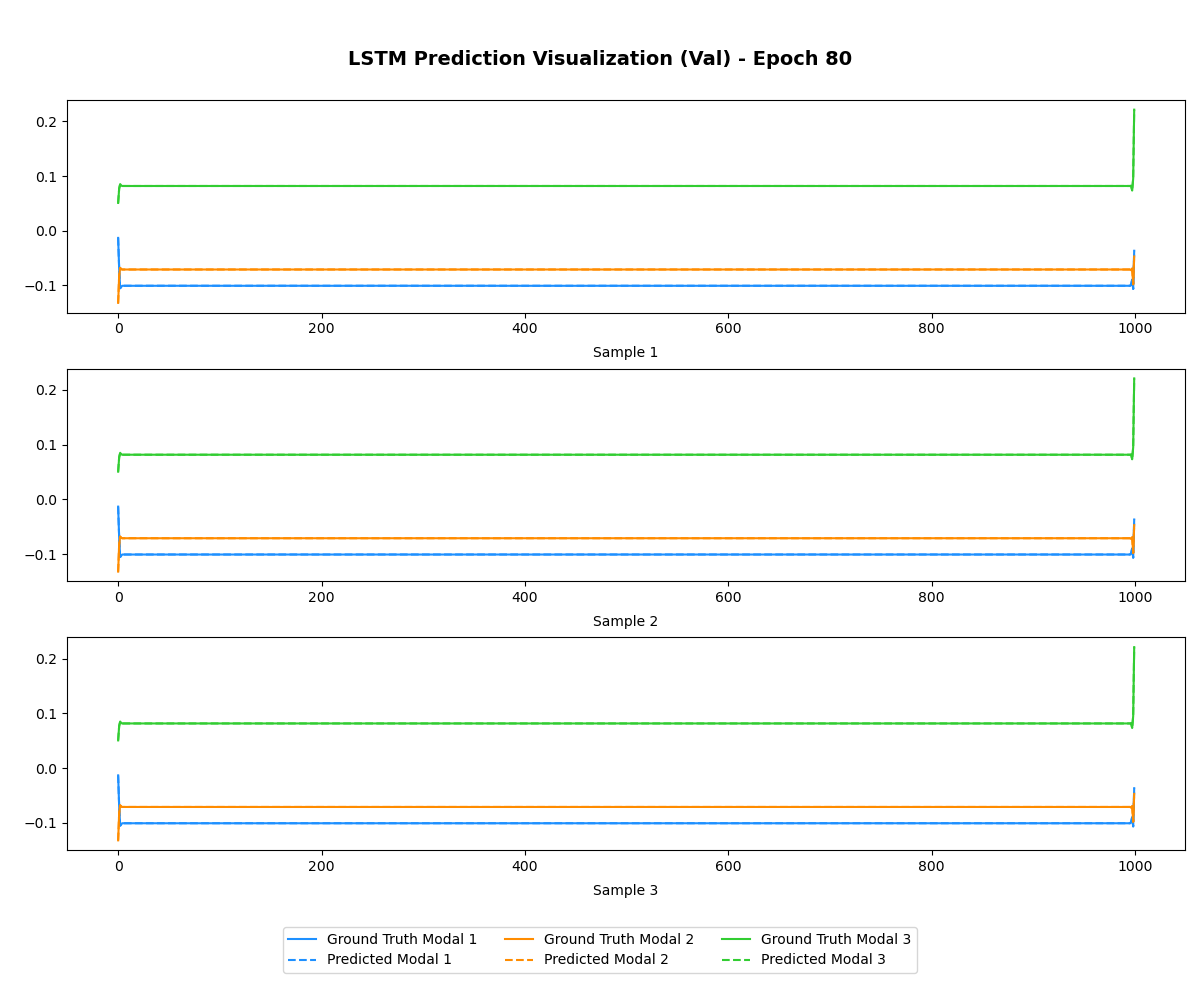 LSTM Prediction Visualization (Val) - Epoch 80
0.2
0.1
0.0
−0.1
0 200 400 600 800 1000
Sample 1
0.2
0.1
0.0
−0.1
0 200 400 600 800 1000
Sample 2
0.2
0.1
0.0
−0.1
0 200 400 600 800 1000
Sample 3
Ground Truth Modal 1 Ground Truth Modal 2 Ground Truth Modal 3
Predicted Modal 1 Predicted Modal 2 Predicted Modal 3